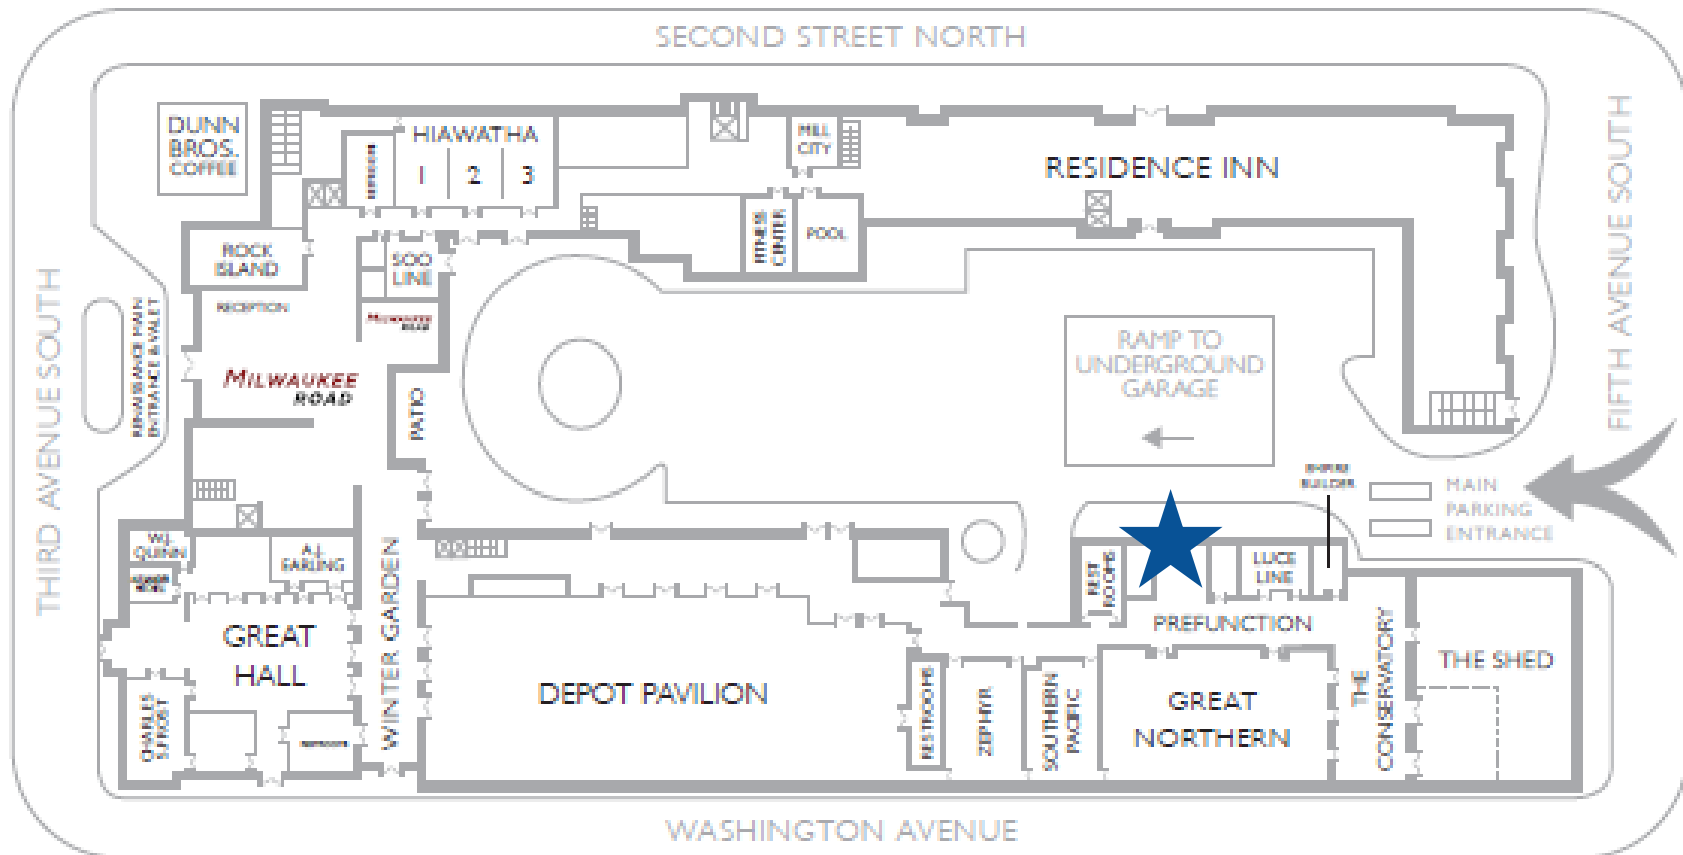 SECOND STREET NORTH
DUNN
BROS.
COFFEE
HIAWATHA
1 2 3
MILL
CITY
RESIDENCE INN
FIFTH AVENUE SOUTH
ROCK
ISLAND
SOO
LINE
FITNESS
CENTER
POOL
RECEPTION
MILWAUKEE
ROAD
THIRD AVENUE SOUTH
RENAISSANCE MAIN
ENTRANCE & VALET
MILWAUKEE
ROAD
PATIO
RAMP TO
UNDERGROUND
GARAGE
EMPIRE
BUILDER
MAIN
PARKING
ENTRANCE
W.J.
QUINN
A.J.
EARLING
REST
ROOMS
LUCE
LINE
WINTER GARDEN
GREAT
HALL
PREFUNCTION
CHARLES
S. FROST
DEPOT PAVILION
RESTROOMS
ZEPHYR
SOUTHERN
PACIFIC
GREAT
NORTHERN
THE
CONSERVATORY
THE SHED
WASHINGTON AVENUE